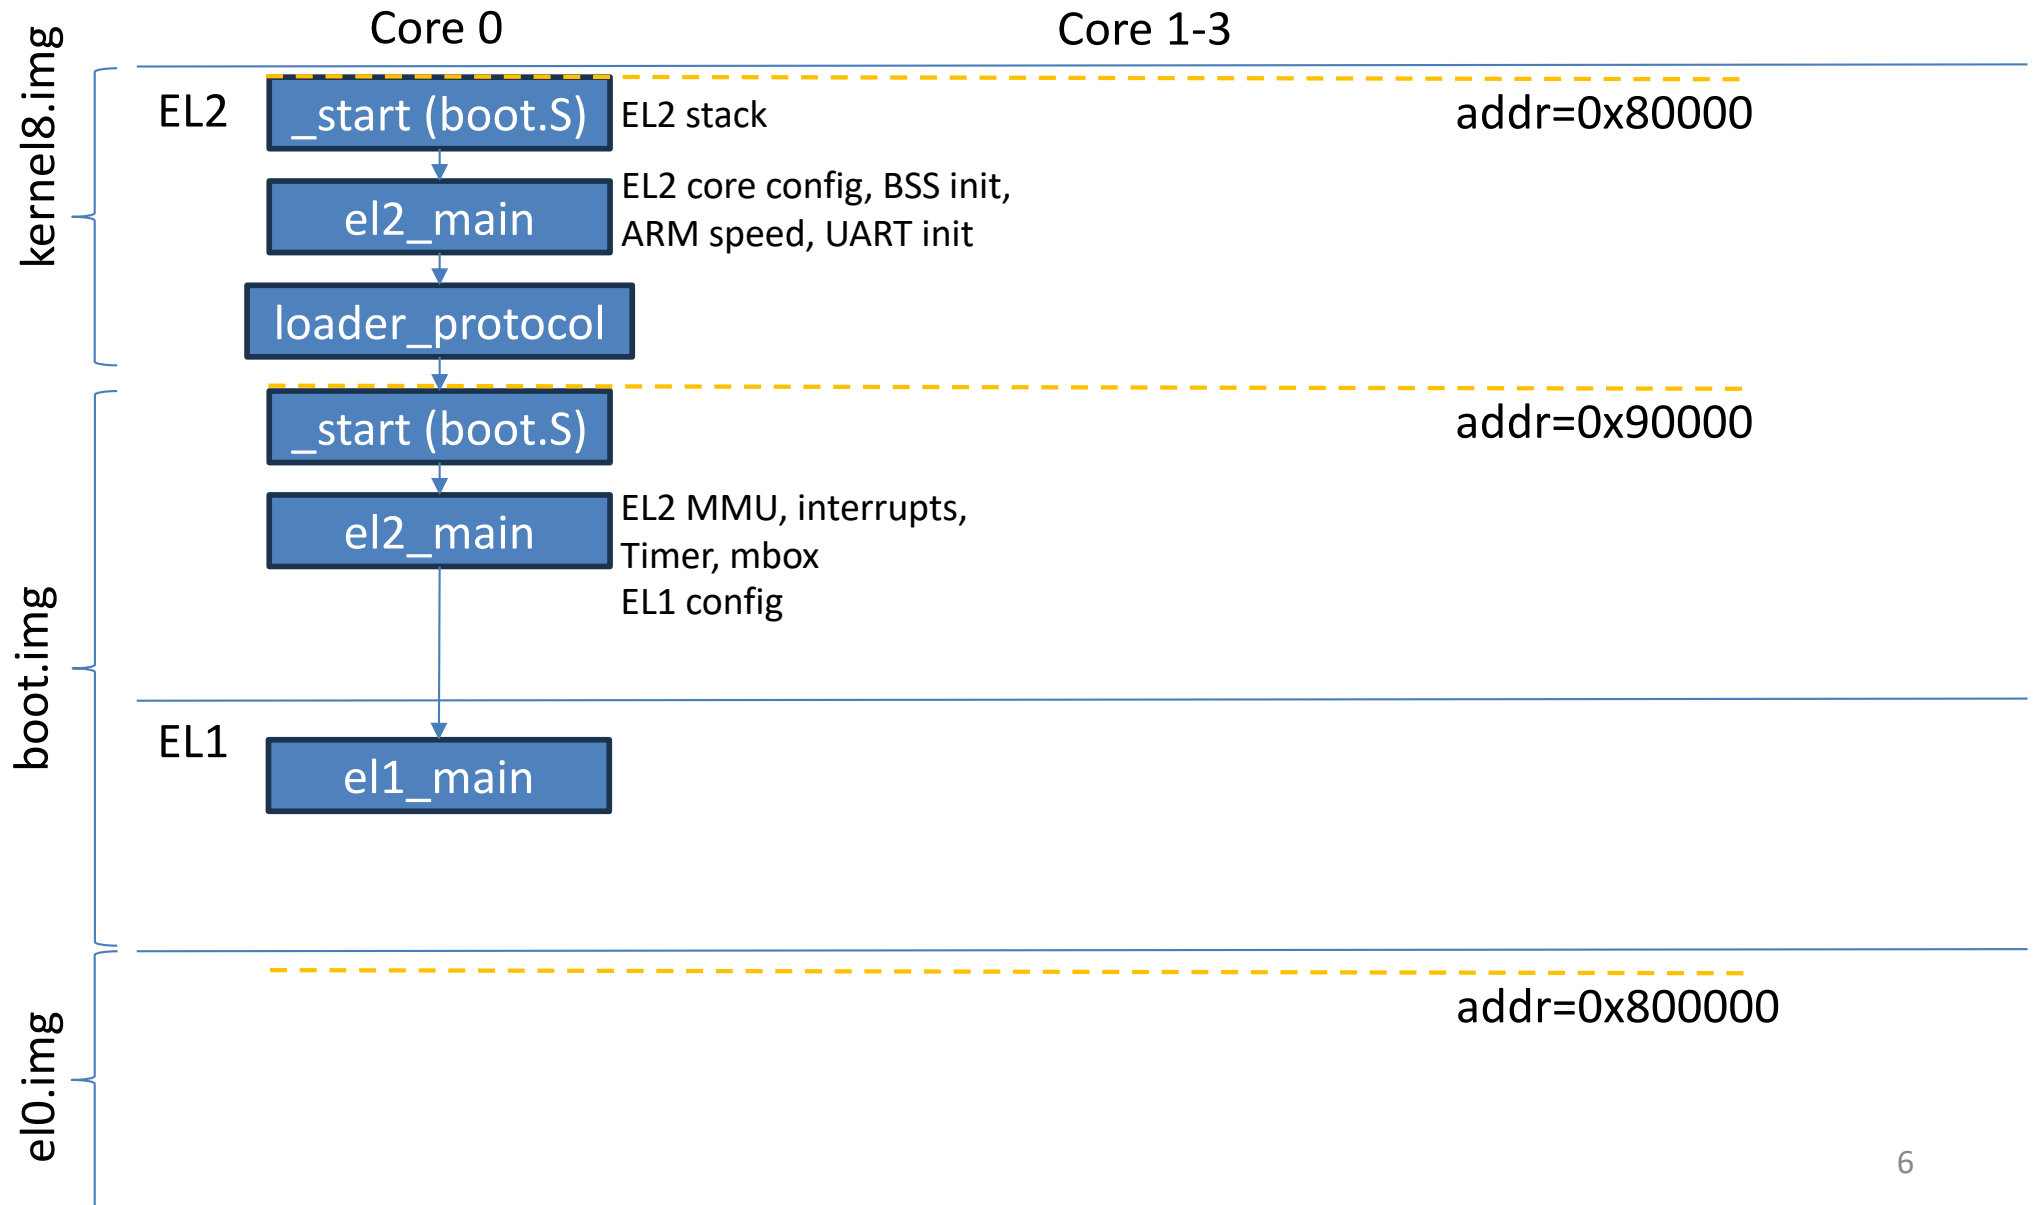 Core 0
Core 1-3
kernel8.img
EL2
_start (boot.S)
EL2 stack
addr=0x80000
el2_main
EL2 core config, BSS init,
ARM speed, UART init
loader_protocol
boot.img
_start (boot.S)
addr=0x90000
el2_main
EL2 MMU, interrupts,
Timer, mbox
EL1 config
EL1
el1_main
el0.img
addr=0x800000
6